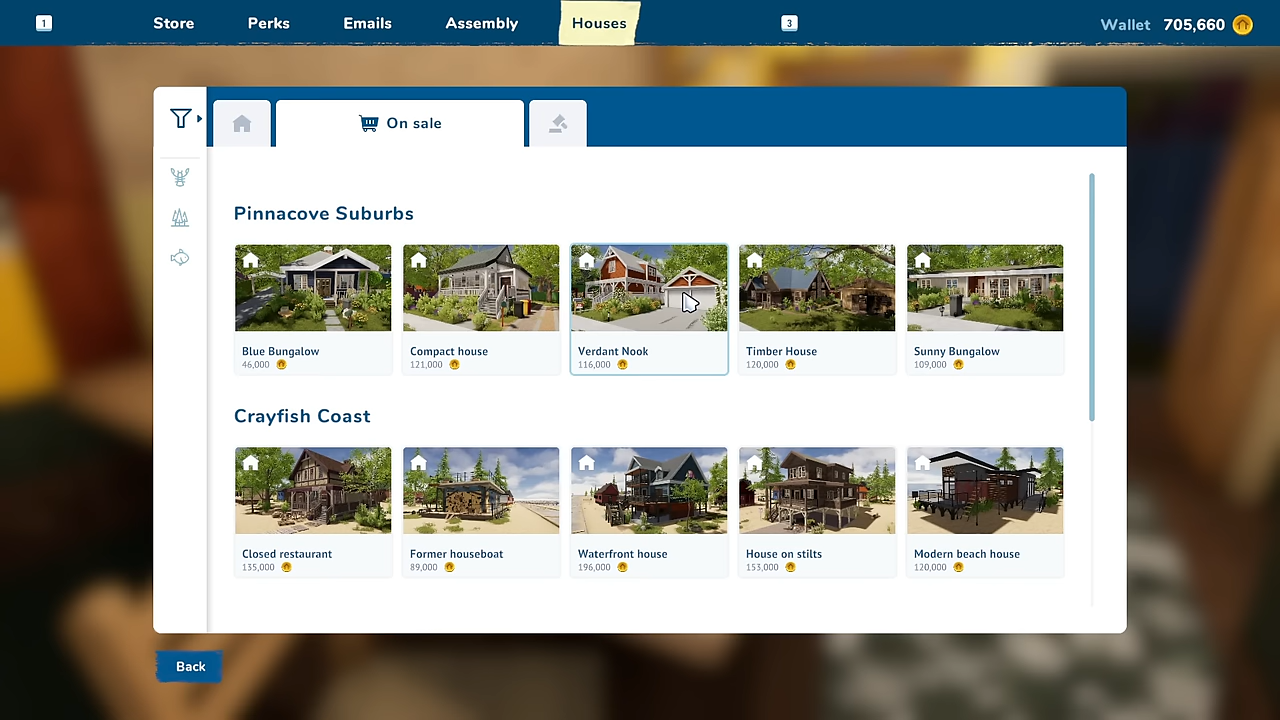 1
Store
Perks
Emails
Assembly
Houses
3
Wallet 705,660
On sale
Pinnacove Suburbs
Blue Bungalow
46,000
Compact house
121,000
Verdant Nook
116,000
Timber House
120,000
Sunny Bungalow
109,000
Crayfish Coast
Closed restaurant
135,000
Former houseboat
89,000
Waterfront house
196,000
House on stilts
153,000
Modern beach house
120,000
Back